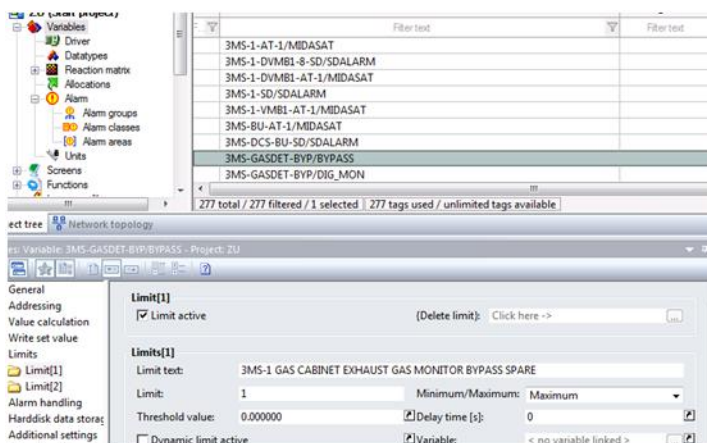 ZU (Start project)
Variables
Driver
Datatypes
Reaction matrix
Allocations
Alarm
Alarm groups
Alarm classes
Alarm areas
Units
Screens
Functions
Filter text Filter text
3MS-1-AT-1/MIDASAT
3MS-1-DVMB1-8-SD/SDALARM
3MS-1-DVMB1-AT-1/MIDASAT
3MS-1-SD/SDALARM
3MS-1-VMB1-AT-1/MIDASAT
3MS-BU-AT-1/MIDASAT
3MS-DCS-BU-SD/SDALARM
3MS-GASDET-BYP/BYPASS
3MS-GASDET-BYP/DIG_MON
277 total / 277 filtered / 1 selected 277 tags used / unlimited tags available
ect tree Network topology
es: Variable: 3MS-GASDET-BYP/BYPASS - Project: ZU
General
Addressing
Value calculation
Write set value
Limits
Limit[1]
Limit[2]
Alarm handling
Harddisk data storag
Additional settings
Limit[1]
Limit active (Delete limit): Click here -> ...
Limits[1]
Limit text: 3MS-1 GAS CABINET EXHAUST GAS MONITOR BYPASS SPARE
Limit: 1 Minimum/Maximum: Maximum
Threshold value: 0.000000 Delay time [s]: 0
Dynamic limit active Variable: < no variable linked > ...